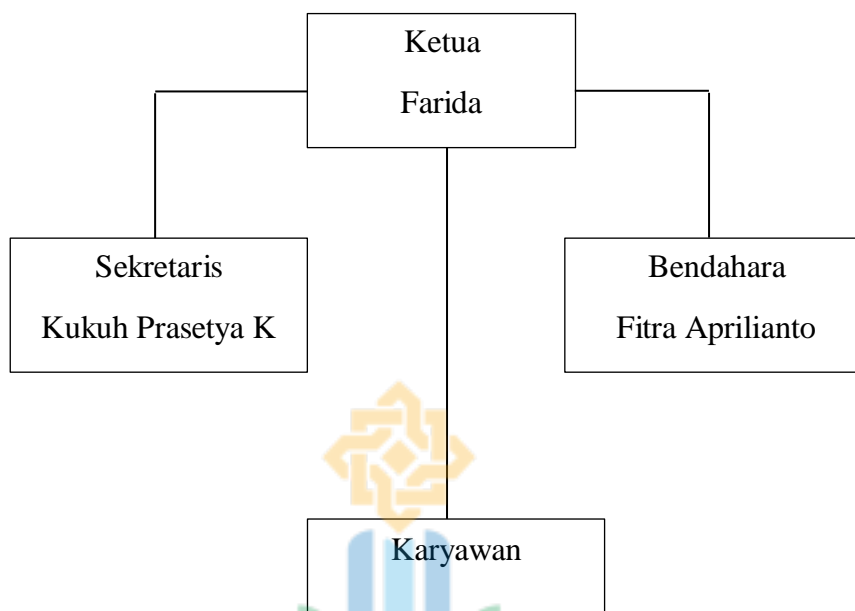 Ketua
Farida
Sekretaris
Kukuh Prasetya K
Bendahara
Fitra Aprilianto
Karyawan